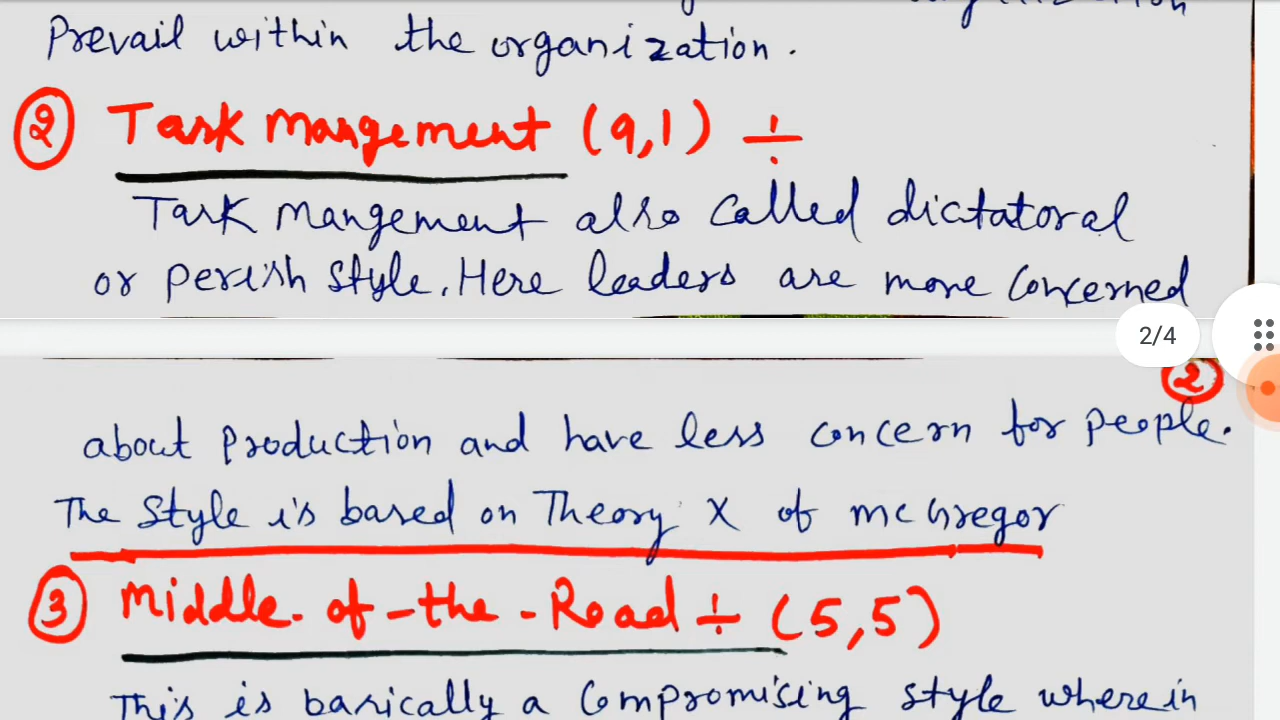 Prevail within the organization.
② Task Mangement (9,1) ÷
Task mangement also called dictatoral
or perish style. Here leaders are more Concerned
2/4
②
about Production and have less concern for people.
The Style is based on Theory X of mcGregor
③ Middle-of-the-Road ÷ (5,5)
This is basically a Compromising style wherein